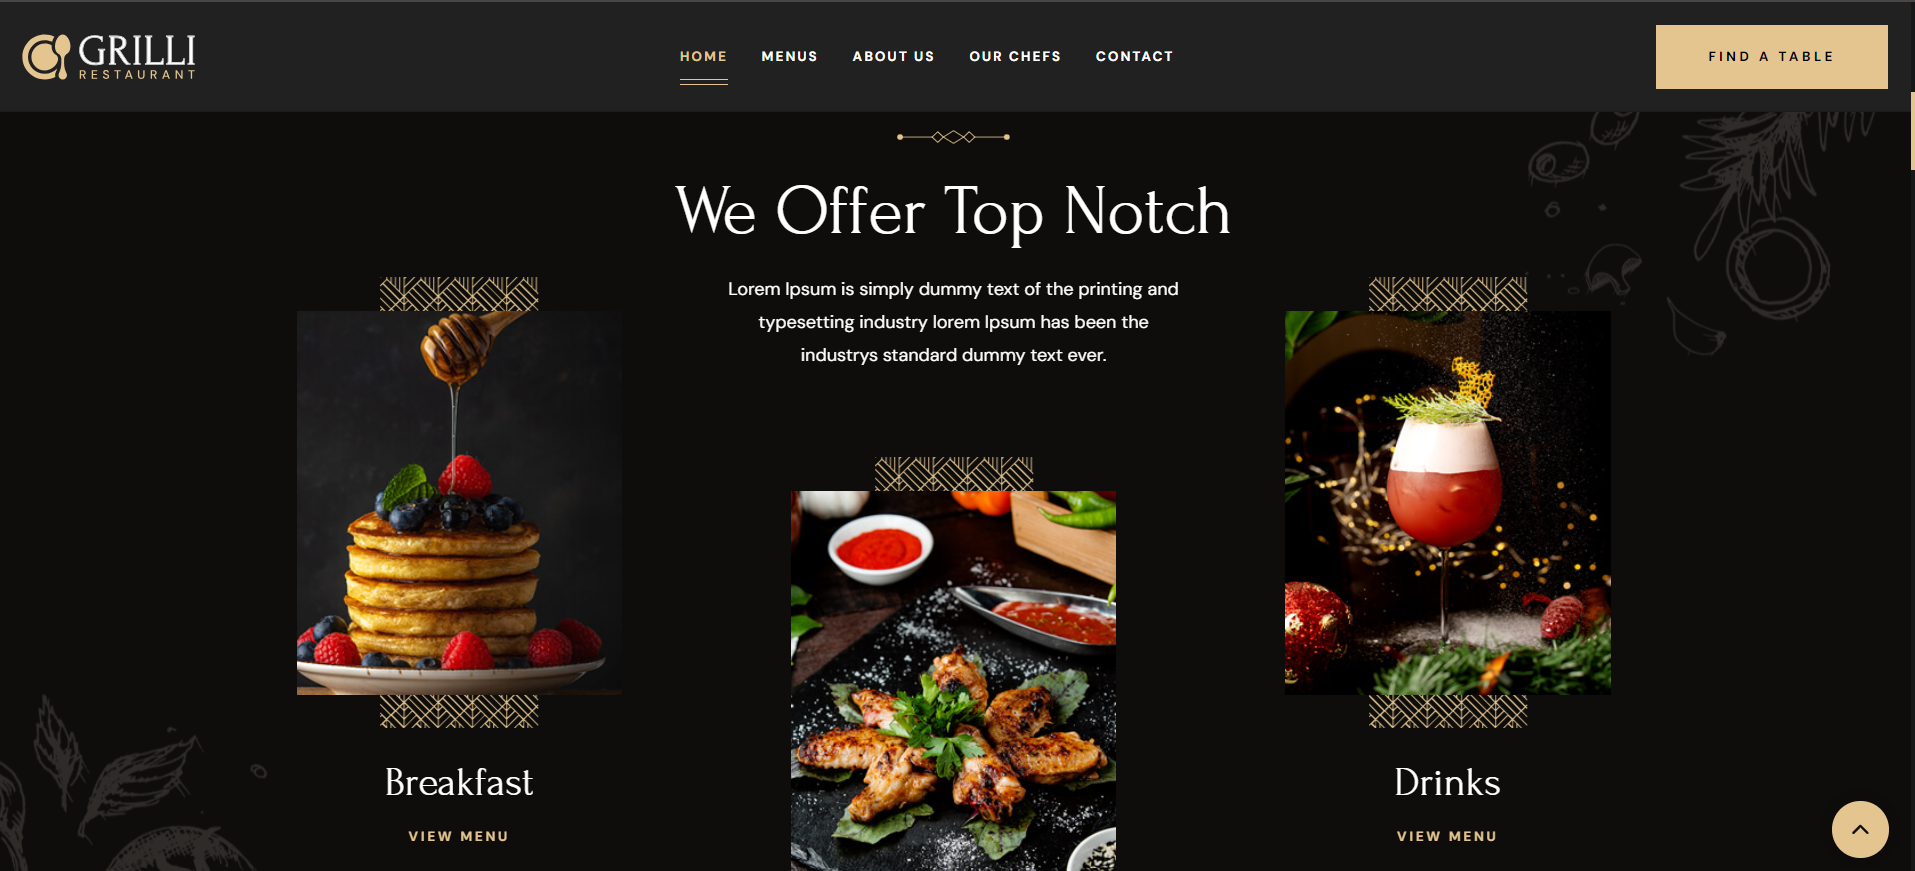 GRILLI
RESTAURANT
HOME MENUS ABOUT US OUR CHEFS CONTACT
FIND A TABLE
We Offer Top Notch
Lorem Ipsum is simply dummy text of the printing and
typesetting industry lorem Ipsum has been the
industrys standard dummy text ever.
Breakfast
VIEW MENU
Drinks
VIEW MENU